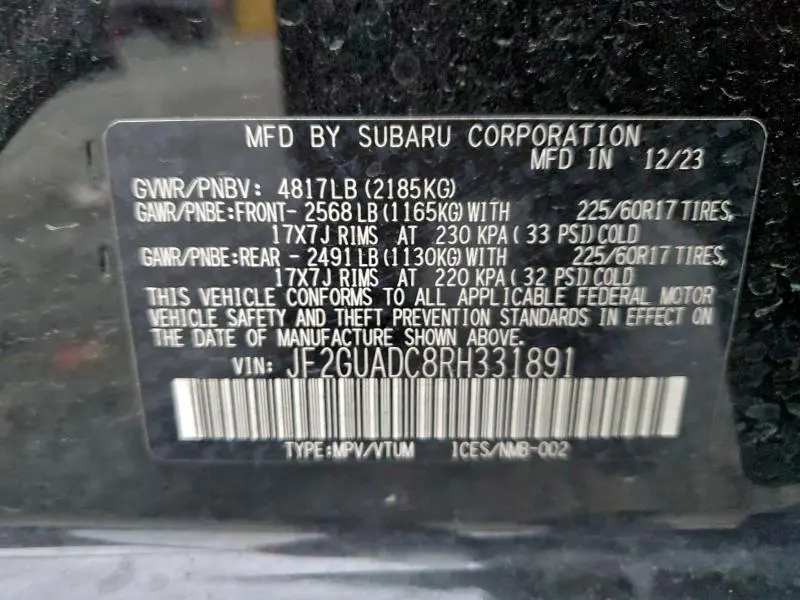 MFD BY SUBARU CORPORATION
MFD IN 12/23
GVWR/PNBV: 4817LB (2185KG)
GAWR/PNBE:FRONT- 2568 LB (1165KG) WITH 225/60R17 TIRES,
17X7J RIMS AT 230 KPA ( 33 PSI) COLD
GAWR/PNBE:REAR - 2491 LB (1130KG) WITH 225/60R17 TIRES,
17X7J RIMS AT 220 KPA ( 32 PSI) COLD
THIS VEHICLE CONFORMS TO ALL APPLICABLE FEDERAL MOTOR
VEHICLE SAFETY AND THEFT PREVENTION STANDARDS IN EFFECT ON
THE DATE OF MANUFACTURE SHOWN ABOVE.
VIN: JF2GUADC8RH331891
TYPE:MPV/VTUM ICES/NMB-002